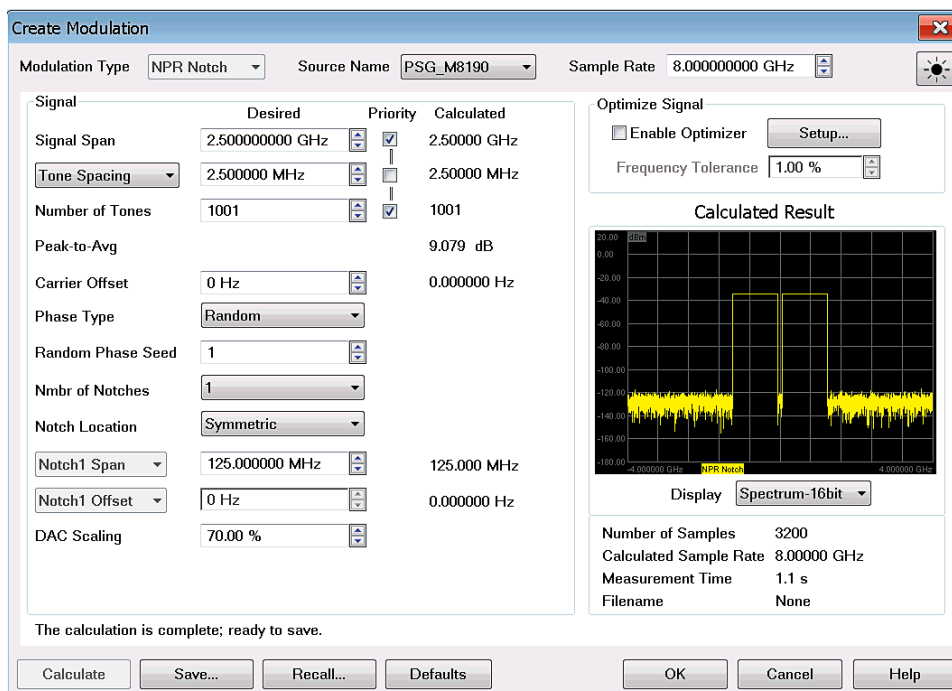 Create Modulation
Modulation Type NPR Notch Source Name PSG_M8190 Sample Rate 8.000000000 GHz
Signal
Desired Priority Calculated
Signal Span 2.500000000 GHz 2.50000 GHz
Tone Spacing 2.500000 MHz 2.50000 MHz
Number of Tones 1001 1001
Peak-to-Avg 9.079 dB
Carrier Offset 0 Hz 0.000000 Hz
Phase Type Random
Random Phase Seed 1
Nmbr of Notches 1
Notch Location Symmetric
Notch1 Span 125.000000 MHz 125.000 MHz
Notch1 Offset 0 Hz 0.000000 Hz
DAC Scaling 70.00 %
Optimize Signal
Enable Optimizer Setup...
Frequency Tolerance 1.00 %
Calculated Result
20.00 dBm
0.00
-20.00
-40.00
-60.00
-80.00
-100.00
-120.00
-140.00
-160.00
-180.00
-4.000000 GHz NPR Notch 4.000000 GHz
Display Spectrum-16bit
Number of Samples 3200
Calculated Sample Rate 8.00000 GHz
Measurement Time 1.1 s
Filename None
The calculation is complete; ready to save.
Calculate Save... Recall... Defaults OK Cancel Help